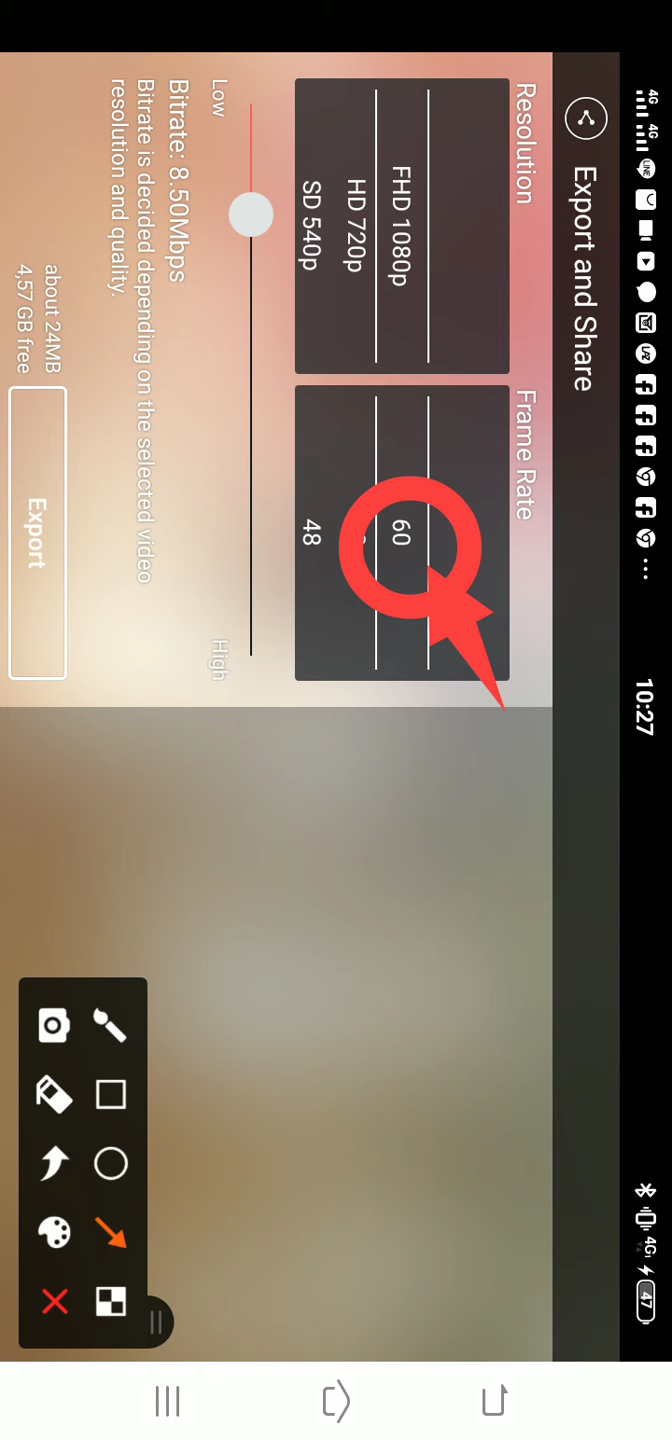 4G 4G LINE 10:27 4G 47
Export and Share
Resolution
FHD 1080p
HD 720p
SD 540p
Frame Rate
60
48
Low
High
Bitrate: 8.50Mbps
Bitrate is decided depending on the selected video
resolution and quality.
about 24MB
4,57 GB free
Export